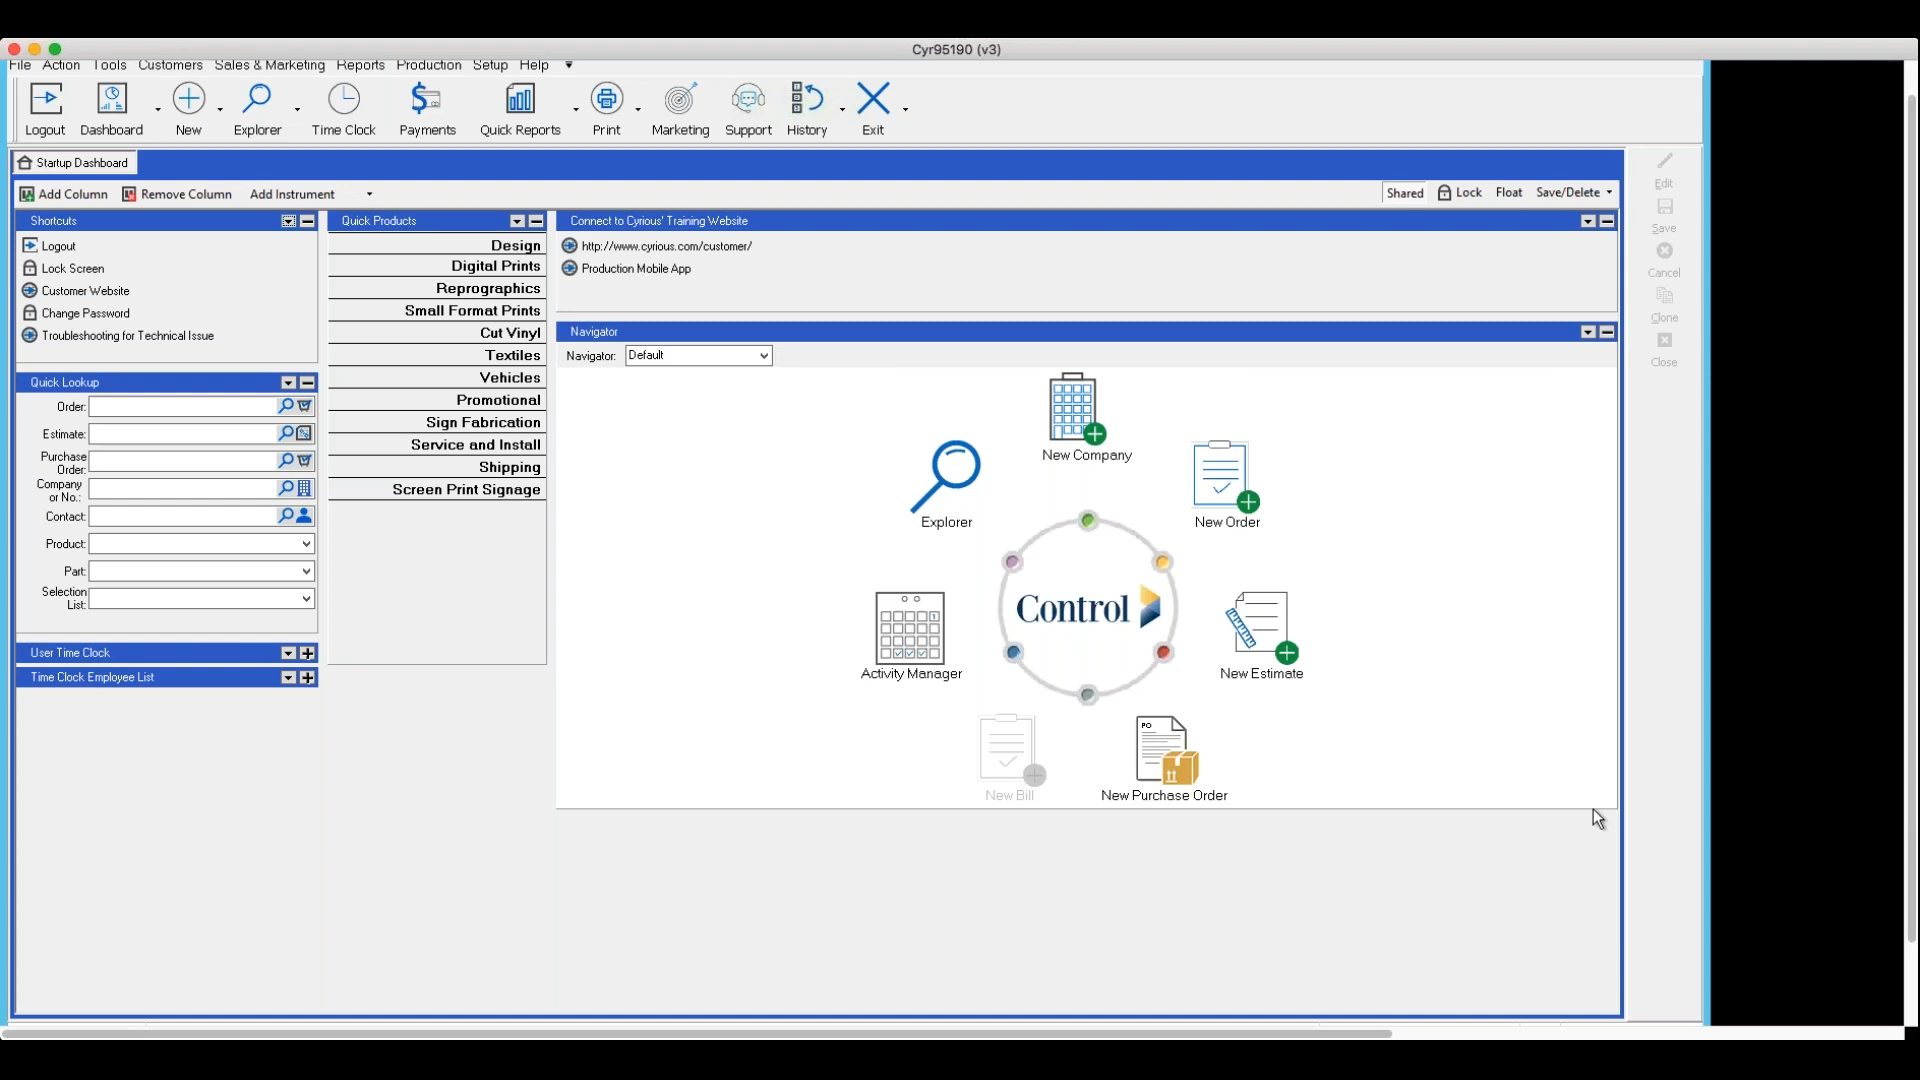 Cyr95190 (v3)
File Action Tools Customers Sales & Marketing Reports Production Setup Help
Logout Dashboard New Explorer Time Clock Payments Quick Reports Print Marketing Support History Exit
Startup Dashboard
Add Column Remove Column Add Instrument Shared Lock Float Save/Delete
Shortcuts
Logout
Lock Screen
Customer Website
Change Password
Troubleshooting for Technical Issue
Quick Lookup
Order:
Estimate:
Purchase
Order:
Company
or No.:
Contact:
Product:
Part:
Selection
List:
User Time Clock
Time Clock Employee List
Quick Products
Design
Digital Prints
Reprographics
Small Format Prints
Cut Vinyl
Textiles
Vehicles
Promotional
Sign Fabrication
Service and Install
Shipping
Screen Print Signage
Connect to Cyrious' Training Website
http://www.cyrious.com/customer/
Production Mobile App
Navigator
Navigator: Default
New Company
Explorer
New Order
Control
Activity Manager
New Estimate
New Bill
PO
New Purchase Order
Edit
Save
Cancel
Clone
Close